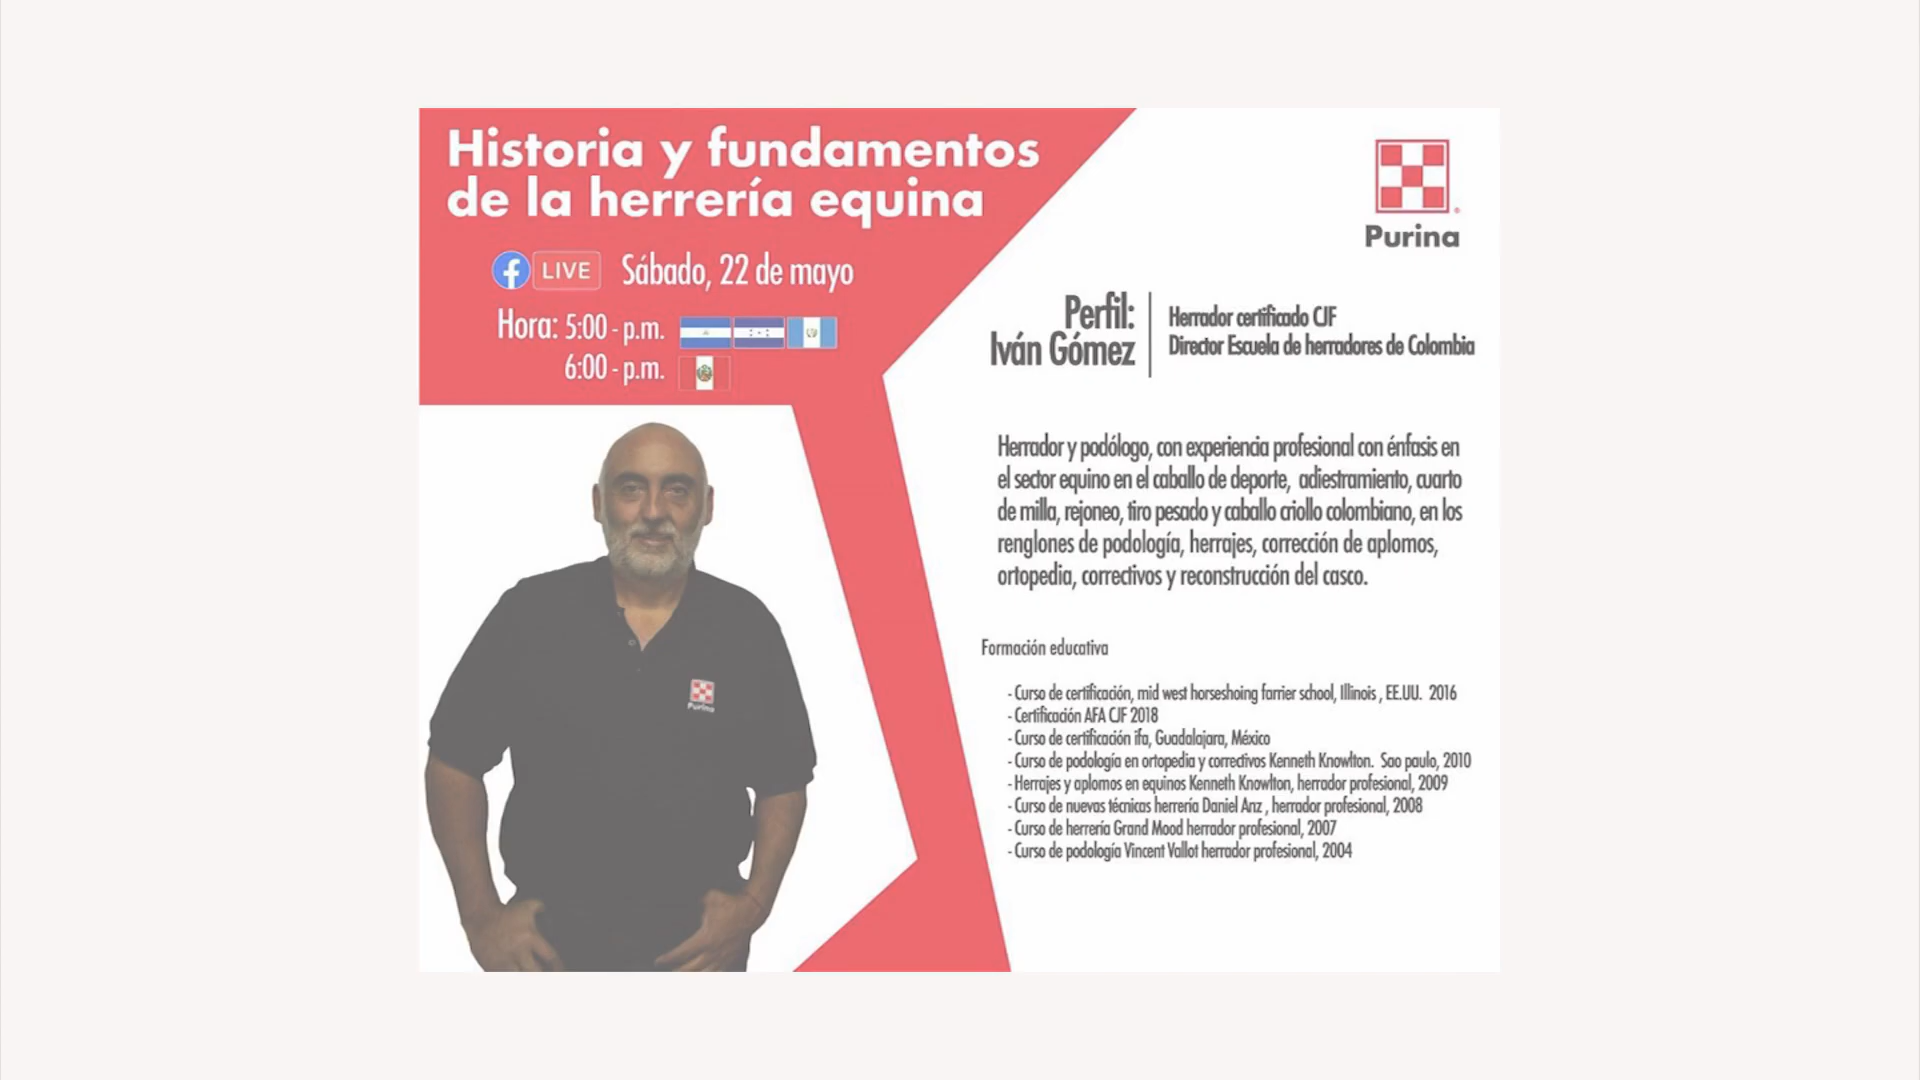 Historia y fundamentos
de la herrería equina
LIVE Sábado, 22 de mayo
Hora: 5:00 - p.m.
6:00 - p.m.
Purina
Perfil:
Iván Gómez
Herrador certificado CJF
Director Escuela de herradores de Colombia
Herrador y podólogo, con experiencia profesional con énfasis en
el sector equino en el caballo de deporte, adiestramiento, cuarto
de milla, rejoneo, tiro pesado y caballo criollo colombiano, en los
renglones de podología, herrajes, corrección de aplomos,
ortopedia, correctivos y reconstrucción del casco.
Formación educativa
- Curso de certificación, mid west horseshoing farrier school, Illinois , EE.UU. 2016
- Certificación AFA CJF 2018
- Curso de certificación ifa, Guadalajara, México
- Curso de podología en ortopedia y correctivos Kenneth Knowlton. Sao paulo, 2010
- Herrajes y aplomos en equinos Kenneth Knowlton, herrador profesional, 2009
- Curso de nuevas técnicas herrería Daniel Anz , herrador profesional, 2008
- Curso de herrería Grand Mood herrador profesional, 2007
- Curso de podología Vincent Vallot herrador profesional, 2004
Purina